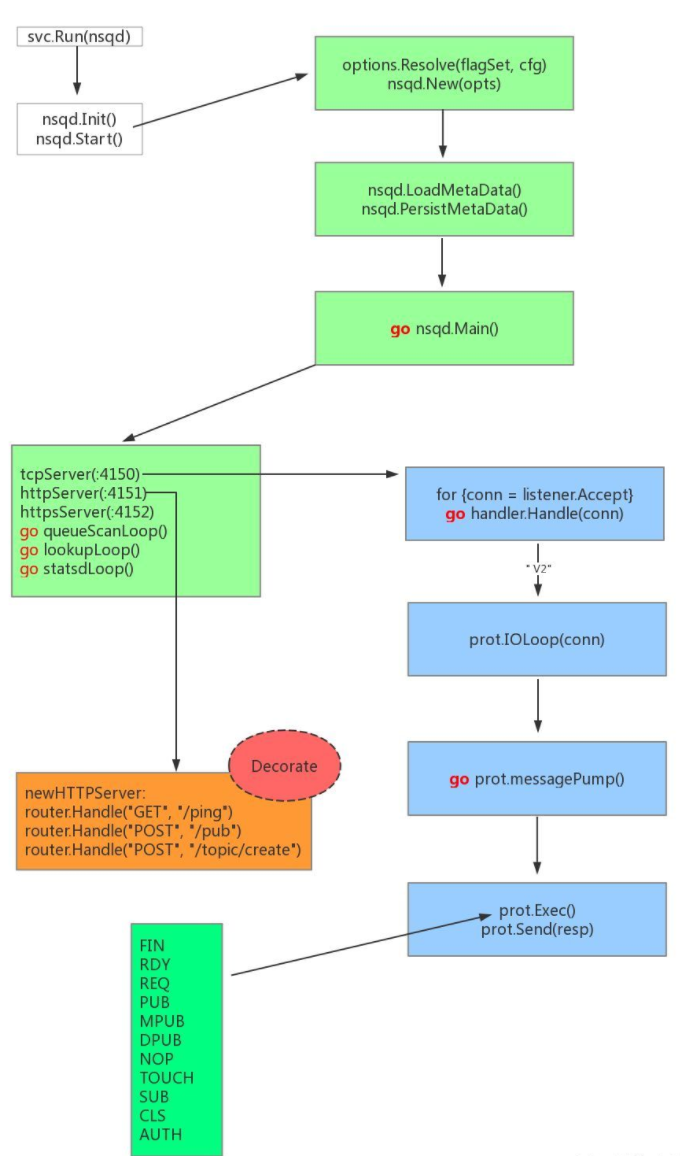 svc.Run(nsqd)
nsqd.Init()
nsqd.Start()
options.Resolve(flagSet, cfg)
nsqd.New(opts)
nsqd.LoadMetaData()
nsqd.PersistMetaData()
go nsqd.Main()
tcpServer(:4150)
httpServer(:4151)
httpsServer(:4152)
go queueScanLoop()
go lookupLoop()
go statsdLoop()
for {conn = listener.Accept}
go handler.Handle(conn)
" V2"
prot.IOLoop(conn)
go prot.messagePump()
prot.Exec()
prot.Send(resp)
Decorate
newHTTPServer:
router.Handle("GET", "/ping")
router.Handle("POST", "/pub")
router.Handle("POST", "/topic/create")
FIN
RDY
REQ
PUB
MPUB
DPUB
NOP
TOUCH
SUB
CLS
AUTH